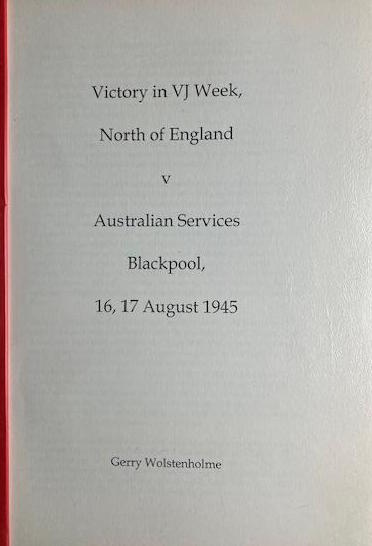 Victory in VJ Week,
North of England
v
Australian Services
Blackpool,
16, 17 August 1945
Gerry Wolstenholme